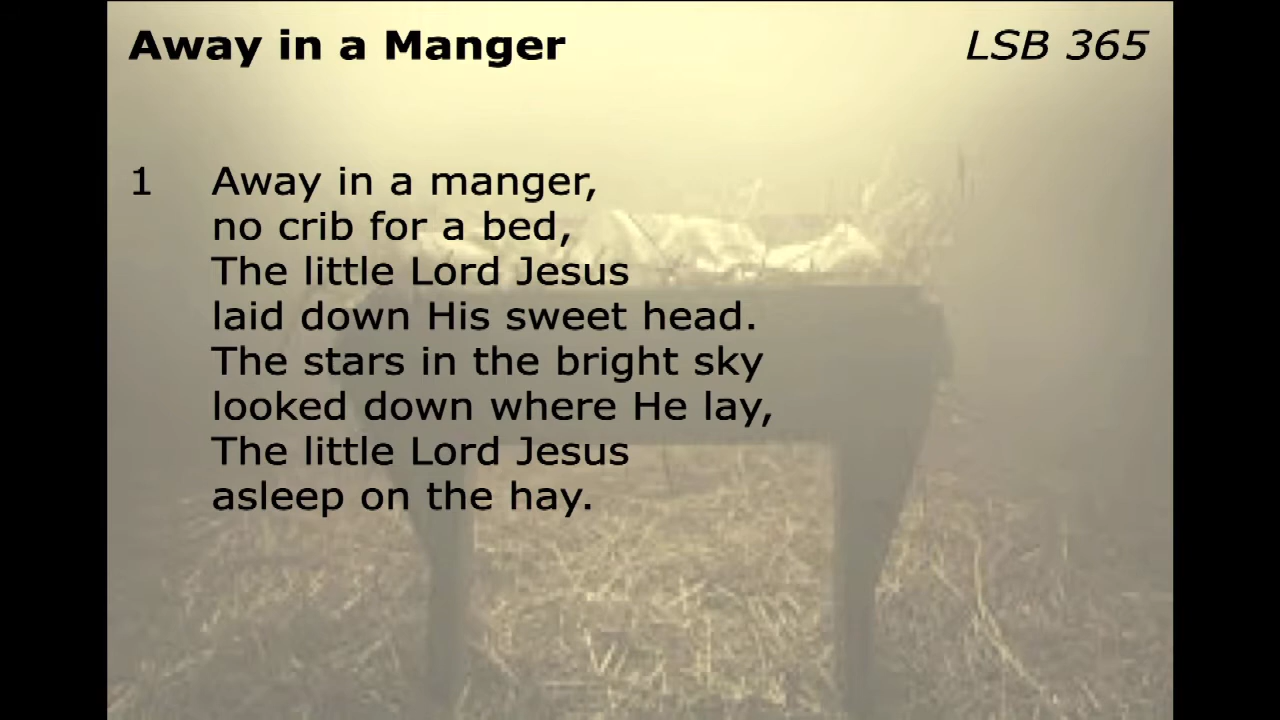 Away in a Manger LSB 365
1 Away in a manger,
no crib for a bed,
The little Lord Jesus
laid down His sweet head.
The stars in the bright sky
looked down where He lay,
The little Lord Jesus
asleep on the hay.